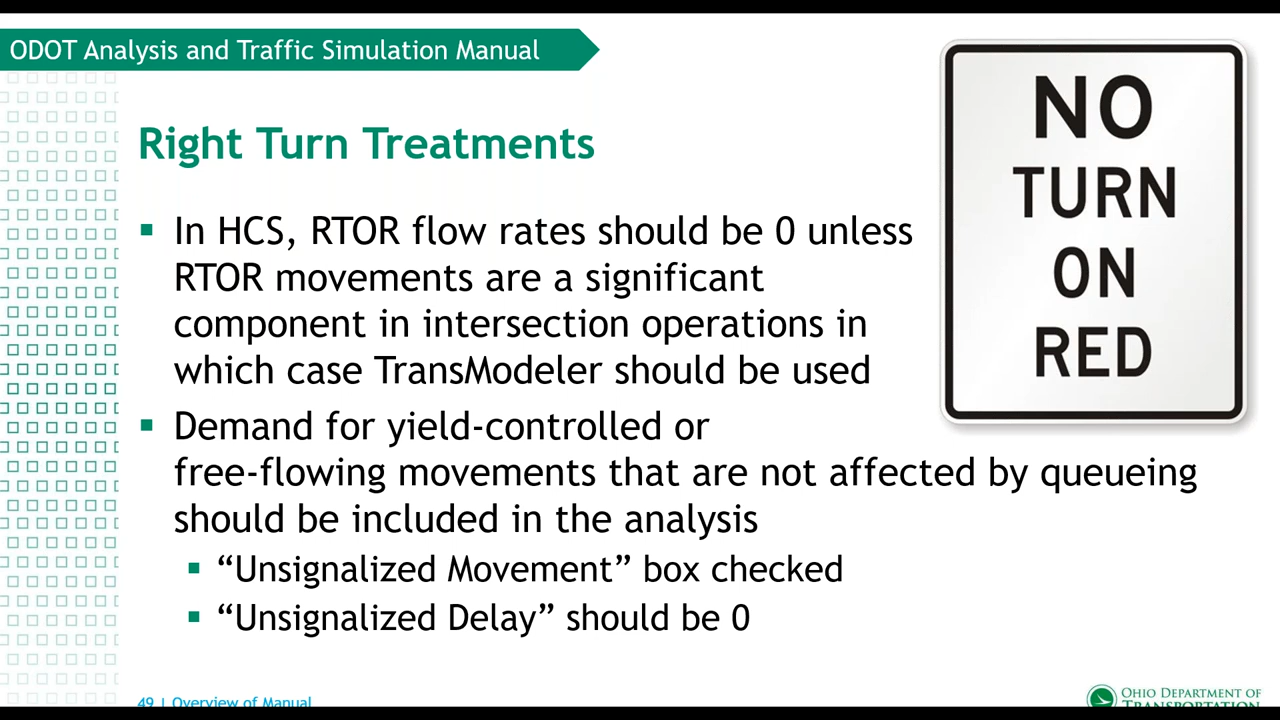 ODOT Analysis and Traffic Simulation Manual
Right Turn Treatments
In HCS, RTOR flow rates should be 0 unless
RTOR movements are a significant
component in intersection operations in
which case TransModeler should be used
Demand for yield-controlled or
free-flowing movements that are not affected by queueing
should be included in the analysis
“Unsignalized Movement” box checked
“Unsignalized Delay” should be 0
NO
TURN
ON
RED
49 | Overview of Manual
OHIO DEPARTMENT OF
TRANSPORTATION